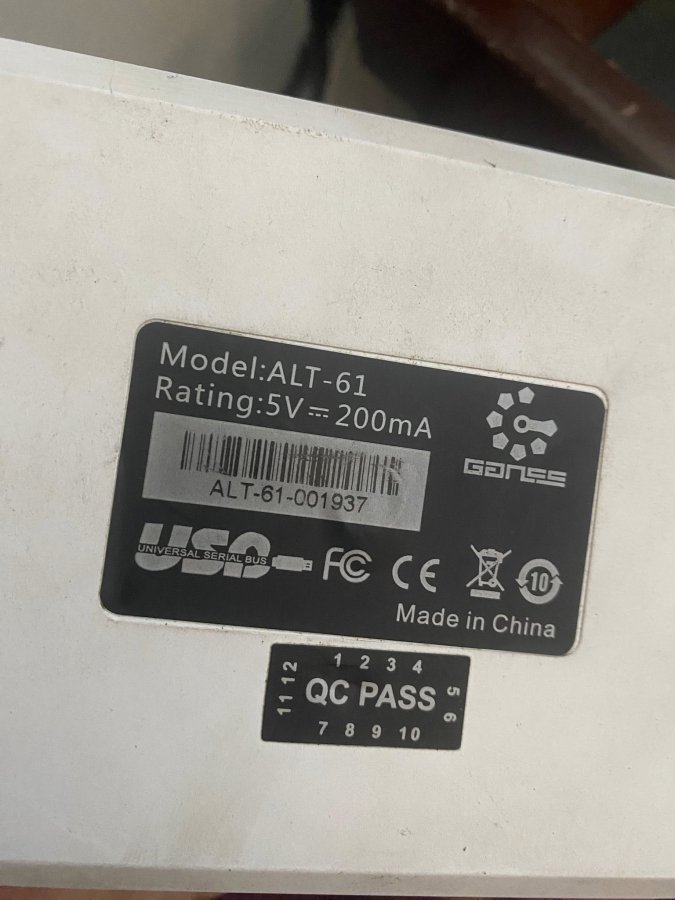 Model:ALT-61
Rating:5V⎓200mA
GANSS
ALT-61-001937
USB
UNIVERSAL SERIAL BUS
FC CE 10
Made in China
1 2 3 4
11 12 QC PASS 5 6
7 8 9 10